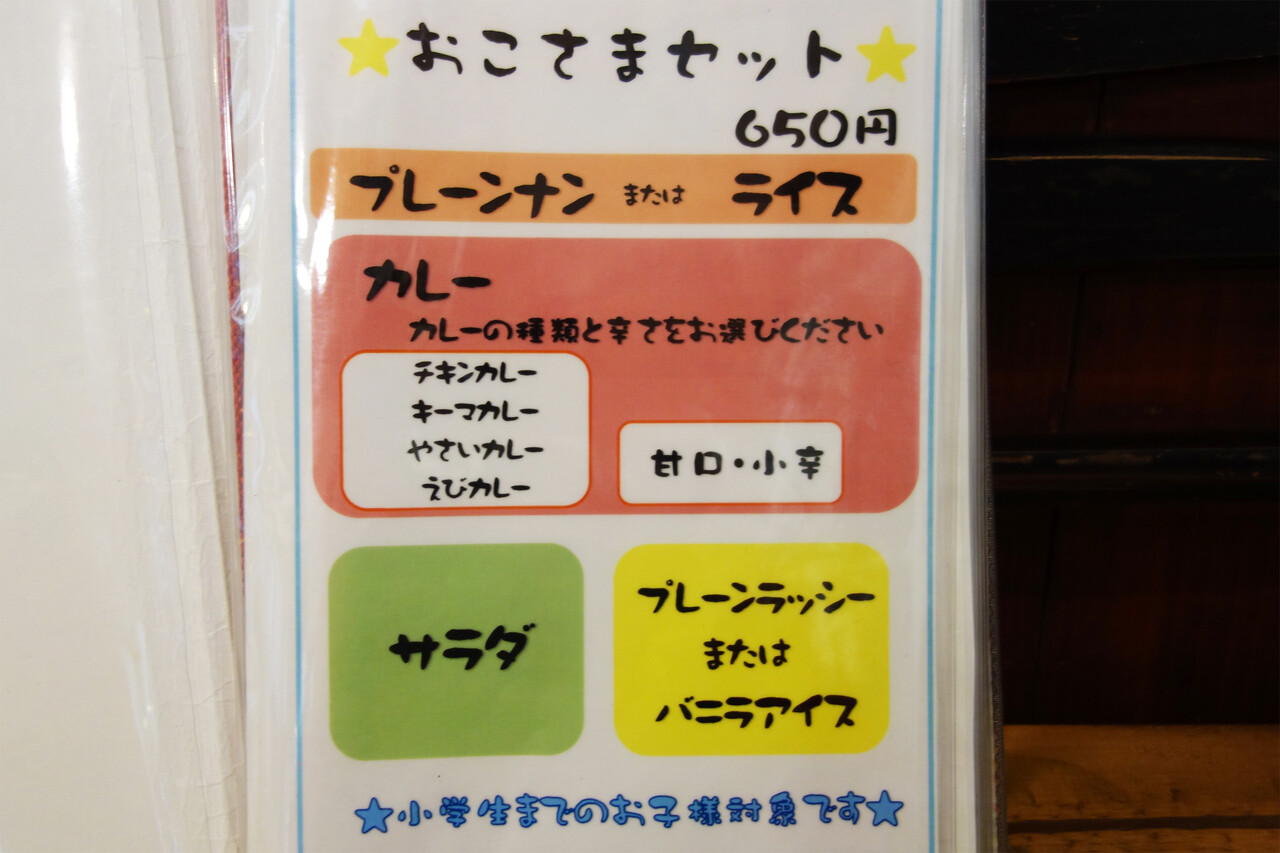 ★おこさまセット★
650円
プレーンナン または ライス
カレー
カレーの種類と辛さをお選びください
チキンカレー
キーマカレー
やさいカレー
えびカレー
甘口・小辛
サラダ
プレーンラッシー
または
バニラアイス
★小学生までのお子様対象です★